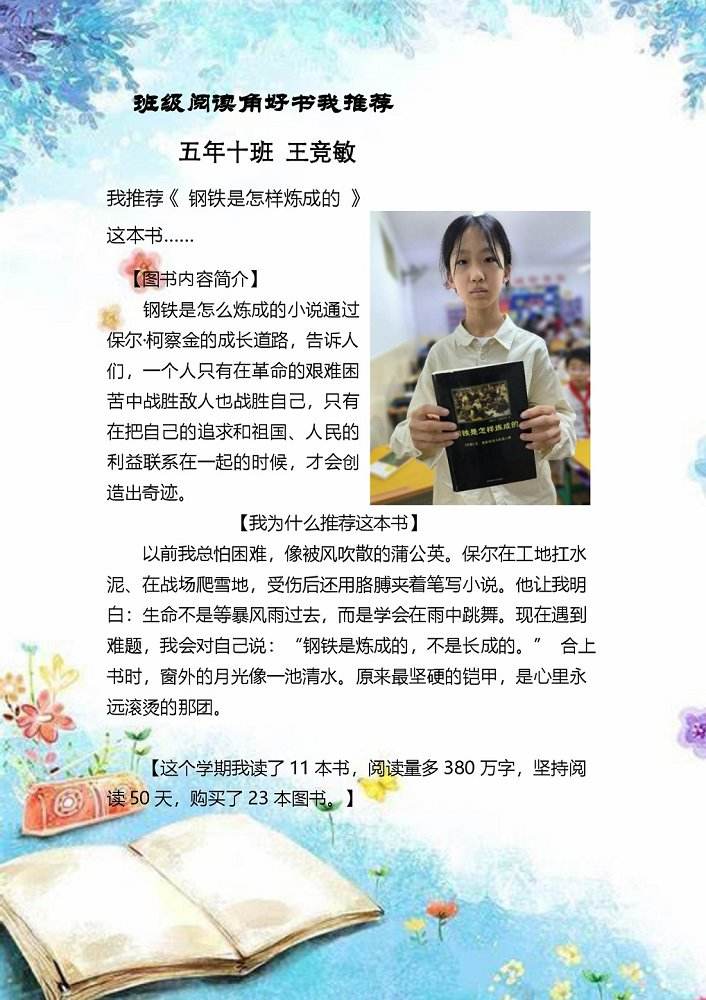 班级阅读角好书我推荐
五年十班 王竞敏
我推荐《 钢铁是怎样炼成的 》
这本书……
【图书内容简介】
钢铁是怎么炼成的小说通过
保尔·柯察金的成长道路，告诉人
们，一个人只有在革命的艰难困
苦中战胜敌人也战胜自己，只有
在把自己的追求和祖国、人民的
利益联系在一起的时候，才会创
造出奇迹。
钢铁是怎样炼成的
【我为什么推荐这本书】
以前我总怕困难，像被风吹散的蒲公英。保尔在工地扛水
泥、在战场爬雪地，受伤后还用胳膊夹着笔写小说。他让我明
白：生命不是等暴风雨过去，而是学会在雨中跳舞。现在遇到
难题，我会对自己说：“钢铁是炼成的，不是长成的。” 合上
书时，窗外的月光像一池清水。原来最坚硬的铠甲，是心里永
远滚烫的那团。
【这个学期我读了 11 本书，阅读量多 380 万字，坚持阅
读 50 天，购买了 23 本图书。】